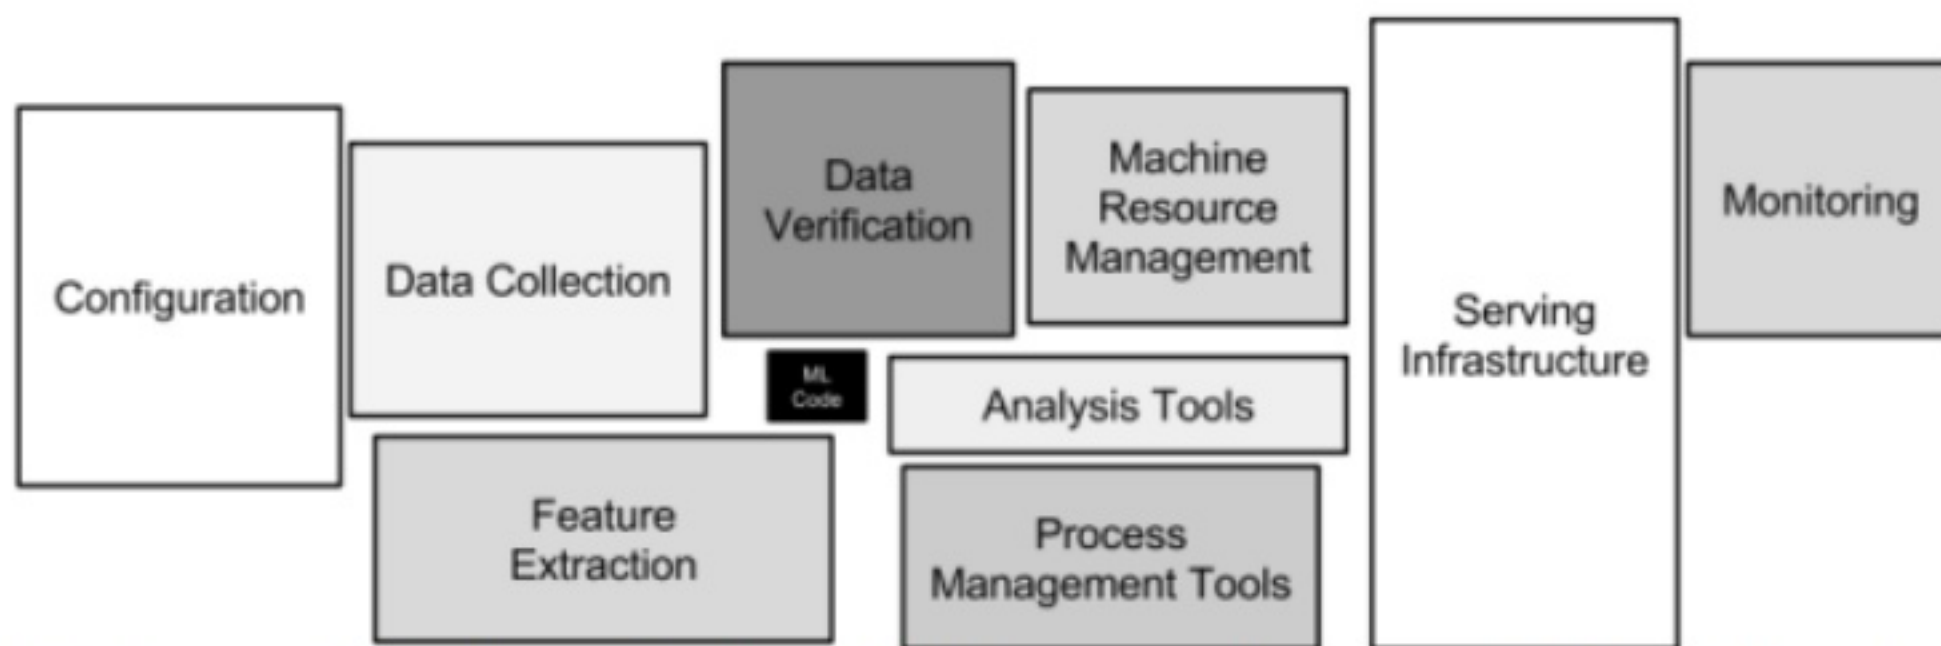 Configuration
Data Collection
Data
Verification
Machine
Resource
Management
Serving
Infrastructure
Monitoring
ML
Code
Analysis Tools
Feature
Extraction
Process
Management Tools